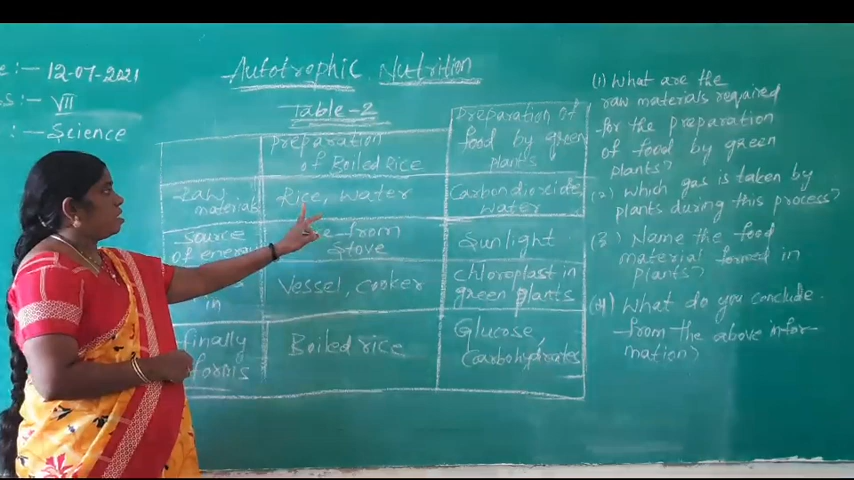 e:- 12-07-2021
s:- VII
:- Science
Autotrophic Nutrition
Table-2
Preparation
of Boiled Rice
Preparation of
food by green
plants
Raw
materials
Rice, water
Carbondioxide
water
source
of energy
from
Stove
Sunlight
in
Vessel, cooker
chloroplast in
green plants
Finally
forms
Boiled rice
Glucose,
Carbohydrates
(1) What are the
raw materials required
for the preparation
of food by green
plants?
(2) Which gas is taken by
plants during this process?
(3) Name the food
material formed in
plants?
(4) What do you conclude
from the above infor-
mation?